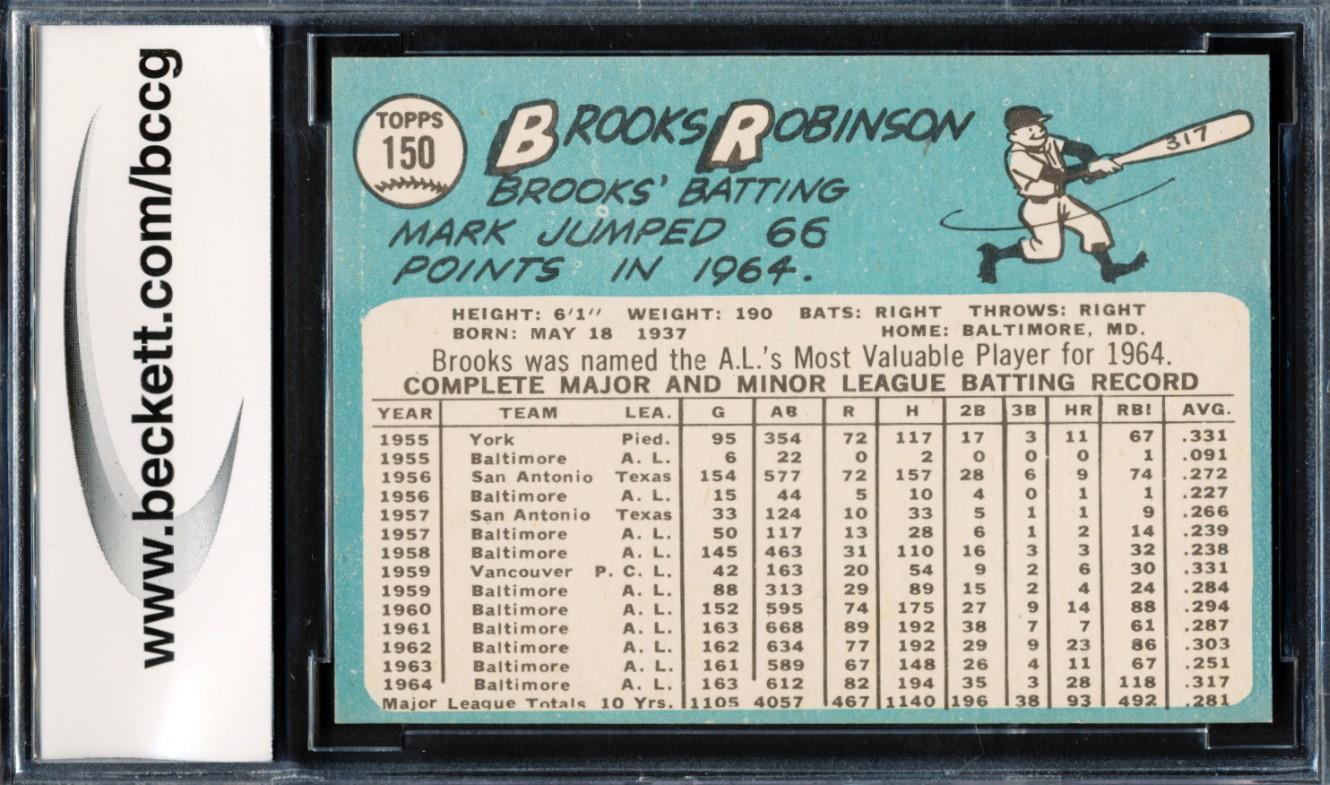 www.beckett.com/bccg
TOPPS
150
BROOKS ROBINSON
BROOKS' BATTING
MARK JUMPED 66
POINTS IN 1964.
317
HEIGHT: 6'1" WEIGHT: 190 BATS: RIGHT THROWS: RIGHT
BORN: MAY 18 1937 HOME: BALTIMORE, MD.
Brooks was named the A.L.'s Most Valuable Player for 1964.
COMPLETE MAJOR AND MINOR LEAGUE BATTING RECORD
YEAR TEAM LEA. G AB R H 2B 3B HR RBI AVG.
1955 York Pied. 95 354 72 117 17 3 11 67 .331
1955 Baltimore A. L. 6 22 0 2 0 0 0 1 .091
1956 San Antonio Texas 154 577 72 157 28 6 9 74 .272
1956 Baltimore A. L. 15 44 5 10 4 0 1 1 .227
1957 San Antonio Texas 33 124 10 33 5 1 1 9 .266
1957 Baltimore A. L. 50 117 13 28 6 1 2 14 .239
1958 Baltimore A. L. 145 463 31 110 16 3 3 32 .238
1959 Vancouver P. C. L. 42 163 20 54 9 2 6 30 .331
1959 Baltimore A. L. 88 313 29 89 15 2 4 24 .284
1960 Baltimore A. L. 152 595 74 175 27 9 14 88 .294
1961 Baltimore A. L. 163 668 89 192 38 7 7 61 .287
1962 Baltimore A. L. 162 634 77 192 29 9 23 86 .303
1963 Baltimore A. L. 161 589 67 148 26 4 11 67 .251
1964 Baltimore A. L. 163 612 82 194 35 3 28 118 .317
Major League Totals 10 Yrs. 1105 4057 467 1140 196 38 93 492 .281